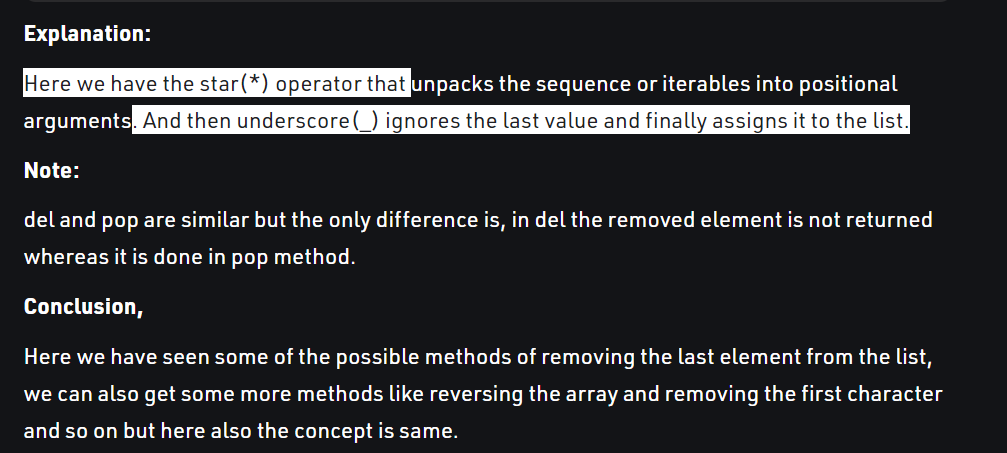 Explanation:
Here we have the star(*) operator that unpacks the sequence or iterables into positional
arguments. And then underscore(_) ignores the last value and finally assigns it to the list.
Note:
del and pop are similar but the only difference is, in del the removed element is not returned
whereas it is done in pop method.
Conclusion,
Here we have seen some of the possible methods of removing the last element from the list,
we can also get some more methods like reversing the array and removing the first character
and so on but here also the concept is same.